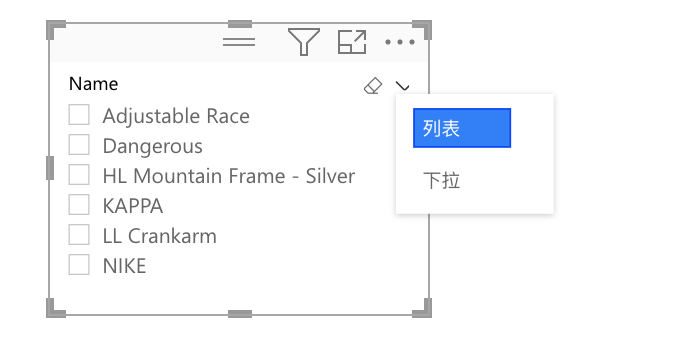 Name
Adjustable Race
Dangerous
HL Mountain Frame - Silver
KAPPA
LL Crankarm
NIKE
列表
下拉